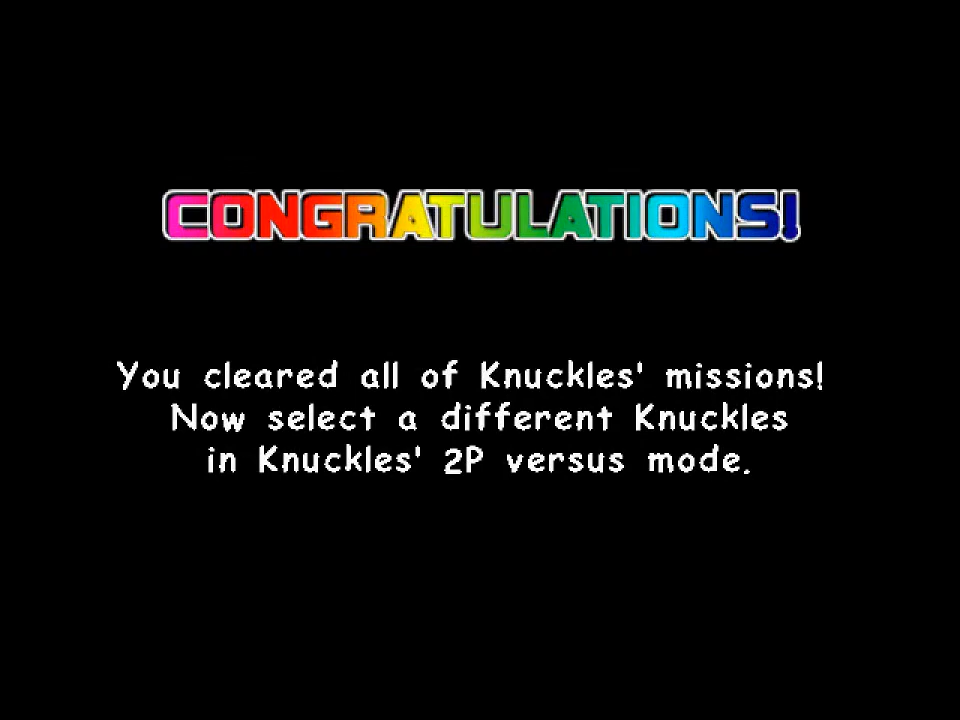 CONGRATULATIONS!
You cleared all of Knuckles' missions!
Now select a different Knuckles
in Knuckles' 2P versus mode.